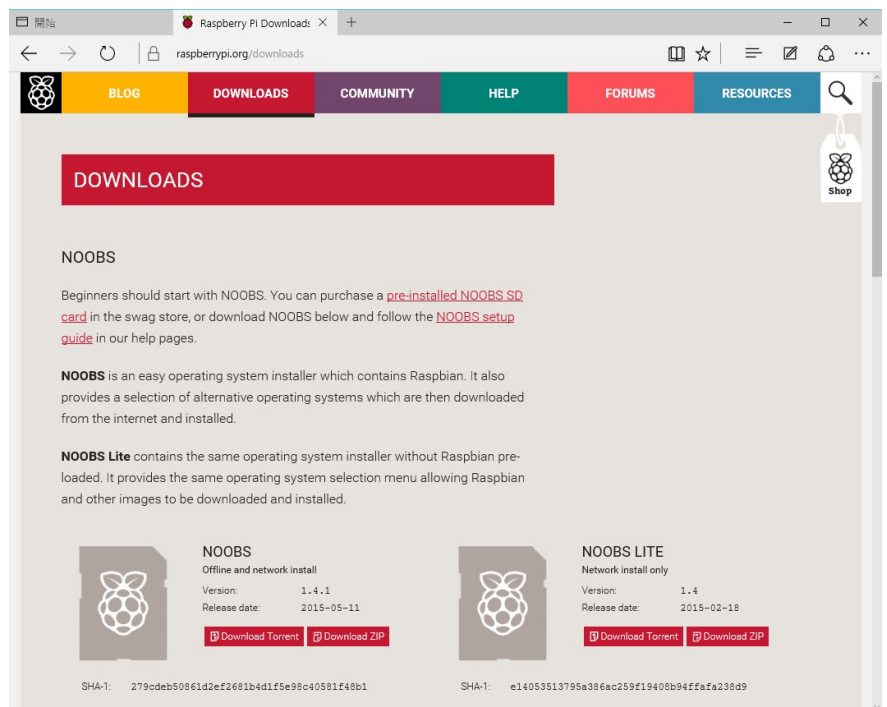 開始
Raspberry Pi Downloads
raspberrypi.org/downloads
BLOG
DOWNLOADS
COMMUNITY
HELP
FORUMS
RESOURCES
Shop
DOWNLOADS
NOOBS
Beginners should start with NOOBS. You can purchase a pre-installed NOOBS SD
card in the swag store, or download NOOBS below and follow the NOOBS setup
guide in our help pages.
NOOBS is an easy operating system installer which contains Raspbian. It also
provides a selection of alternative operating systems which are then downloaded
from the internet and installed.
NOOBS Lite contains the same operating system installer without Raspbian pre-
loaded. It provides the same operating system selection menu allowing Raspbian
and other images to be downloaded and installed.
NOOBS
Offline and network install
Version: 1.4.1
Release date: 2015-05-11
Download Torrent Download ZIP
SHA-1: 279cdeb50861d2ef2681b4d1f5e98c40581f48b1
NOOBS LITE
Network install only
Version: 1.4
Release date: 2015-02-18
Download Torrent Download ZIP
SHA-1: e14053513795a386ac259f19408b94ffafa238d9